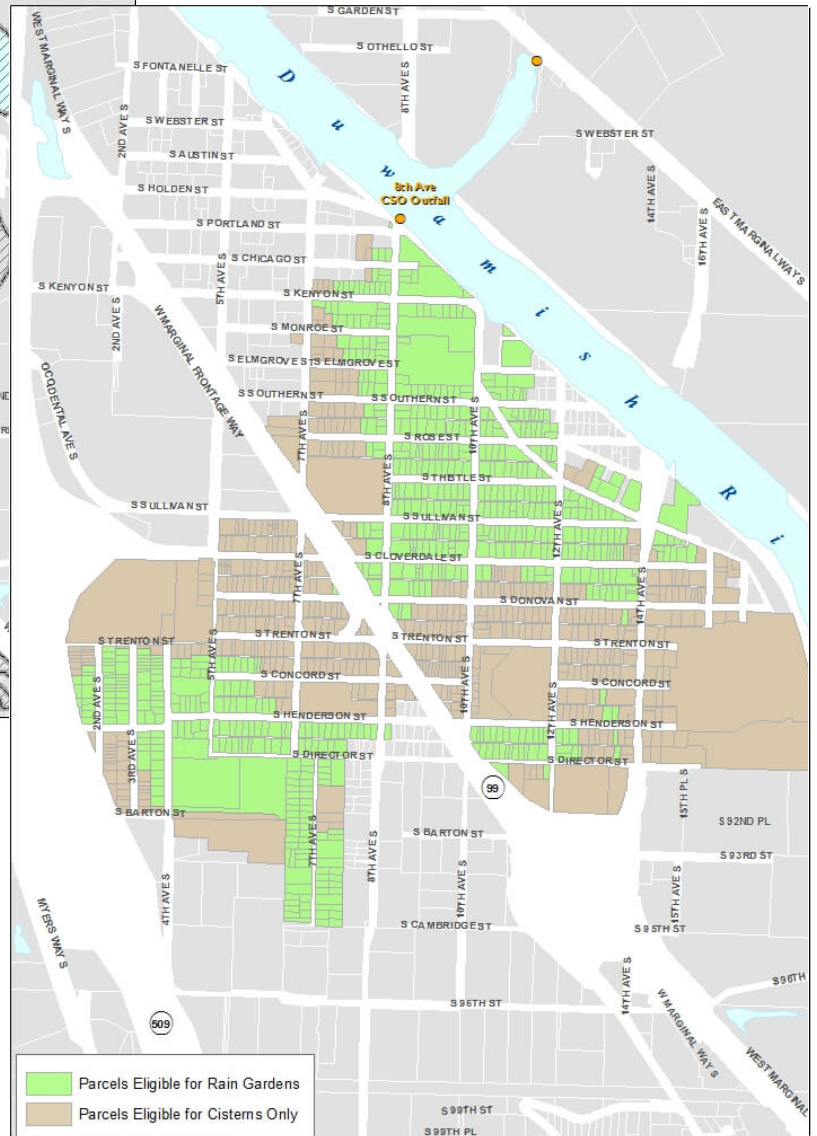 S GARDEN ST
WEST MARGINAL WAY S
S OTHELLO ST
S FONTANELLE ST
8TH AVE S
2ND AVE S
S WEBSTER ST
S WEBSTER ST
S AUSTIN ST
S HOLDEN ST
14TH AVE S
EAST MARGINAL WAY S
16TH AVE S
8th Ave
CSO Outfall
Duwamish Ri
S PORTLAND ST
S CHICAGO ST
5TH AVE S
S KENYON ST
S KENYON ST
2ND AVE S
W MARGINAL FRONTAGE WAY
S MONROE ST
S ELMGROVE ST
S ELMGROVE ST
OCCIDENTAL AVE S
S SOUTHERN ST
S SOUTHERN ST
7TH AVE S
10TH AVE S
S ROSE ST
8TH AVE S
S THISTLE ST
S SULLIVAN ST
S SULLIVAN ST
12TH AVE S
S CLOVERDALE ST
7TH AVE S
14TH AVE S
S DONOVAN ST
S TRENTON ST
S TRENTON ST
S TRENTON ST
S TRENTON ST
5TH AVE S
S CONCORD ST
10TH AVE S
S CONCORD ST
2ND AVE S
12TH AVE S
S HENDERSON ST
S HENDERSON ST
3RD AVE S
S DIRECTOR ST
S DIRECTOR ST
99
15TH PL S
S BARTON ST
7TH AVE S
8TH AVE S
S BARTON ST
S 92ND PL
S 93RD ST
4TH AVE S
10TH AVE S
15TH AVE S
MYERS WAY S
S CAMBRIDGE ST
S 95TH ST
14TH AVE S
S 96TH
S 96TH ST
509
W MARGINAL WAY S
WEST MARGINAL
Parcels Eligible for Rain Gardens
Parcels Eligible for Cisterns Only
S 99TH ST
S 99TH PL